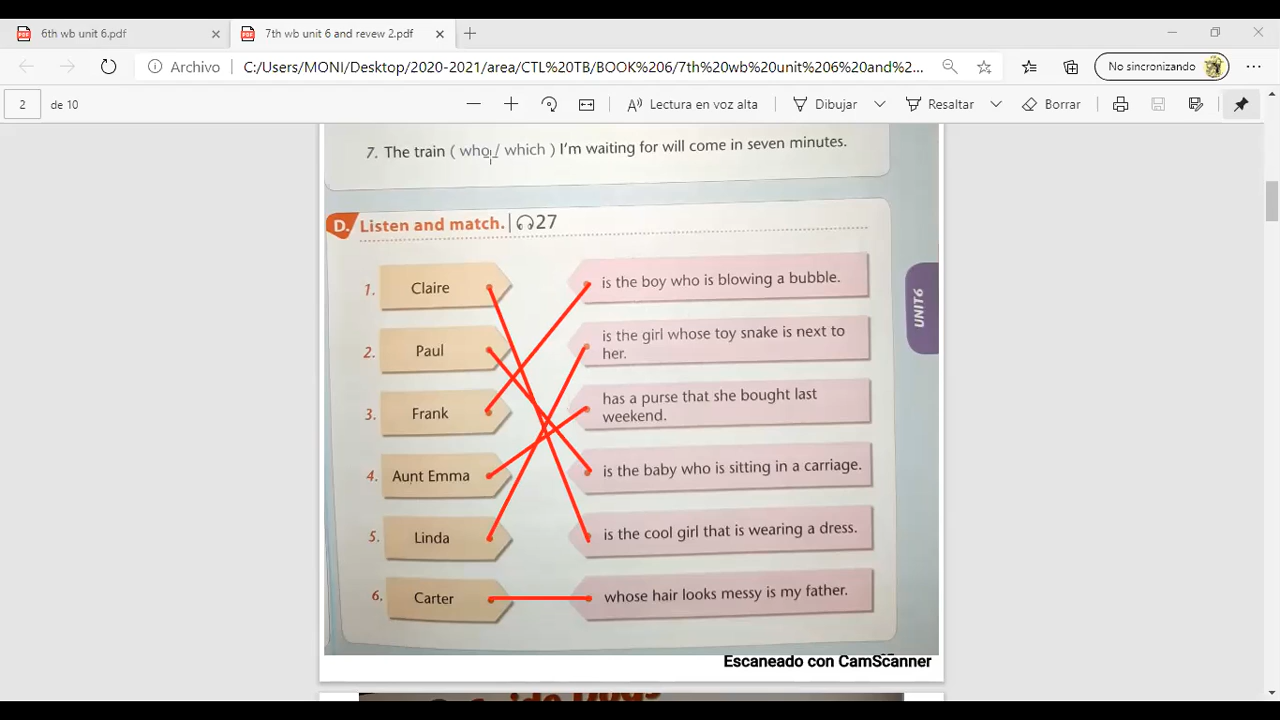 6th wb unit 6.pdf
7th wb unit 6 and revew 2.pdf
Archivo
C:/Users/MONI/Desktop/2020-2021/area/CTL%20TB/BOOK%206/7th%20wb%20unit%206%20and%2...
No sincronizando
2 de 10
Lectura en voz alta
Dibujar
Resaltar
Borrar
7. The train ( who / which ) I'm waiting for will come in seven minutes.
D. Listen and match. | 27
1. Claire
is the boy who is blowing a bubble.
2. Paul
is the girl whose toy snake is next to
her.
3. Frank
has a purse that she bought last
weekend.
4. Aunt Emma
is the baby who is sitting in a carriage.
5. Linda
is the cool girl that is wearing a dress.
6. Carter
whose hair looks messy is my father.
UNIT6
Escaneado con CamScanner